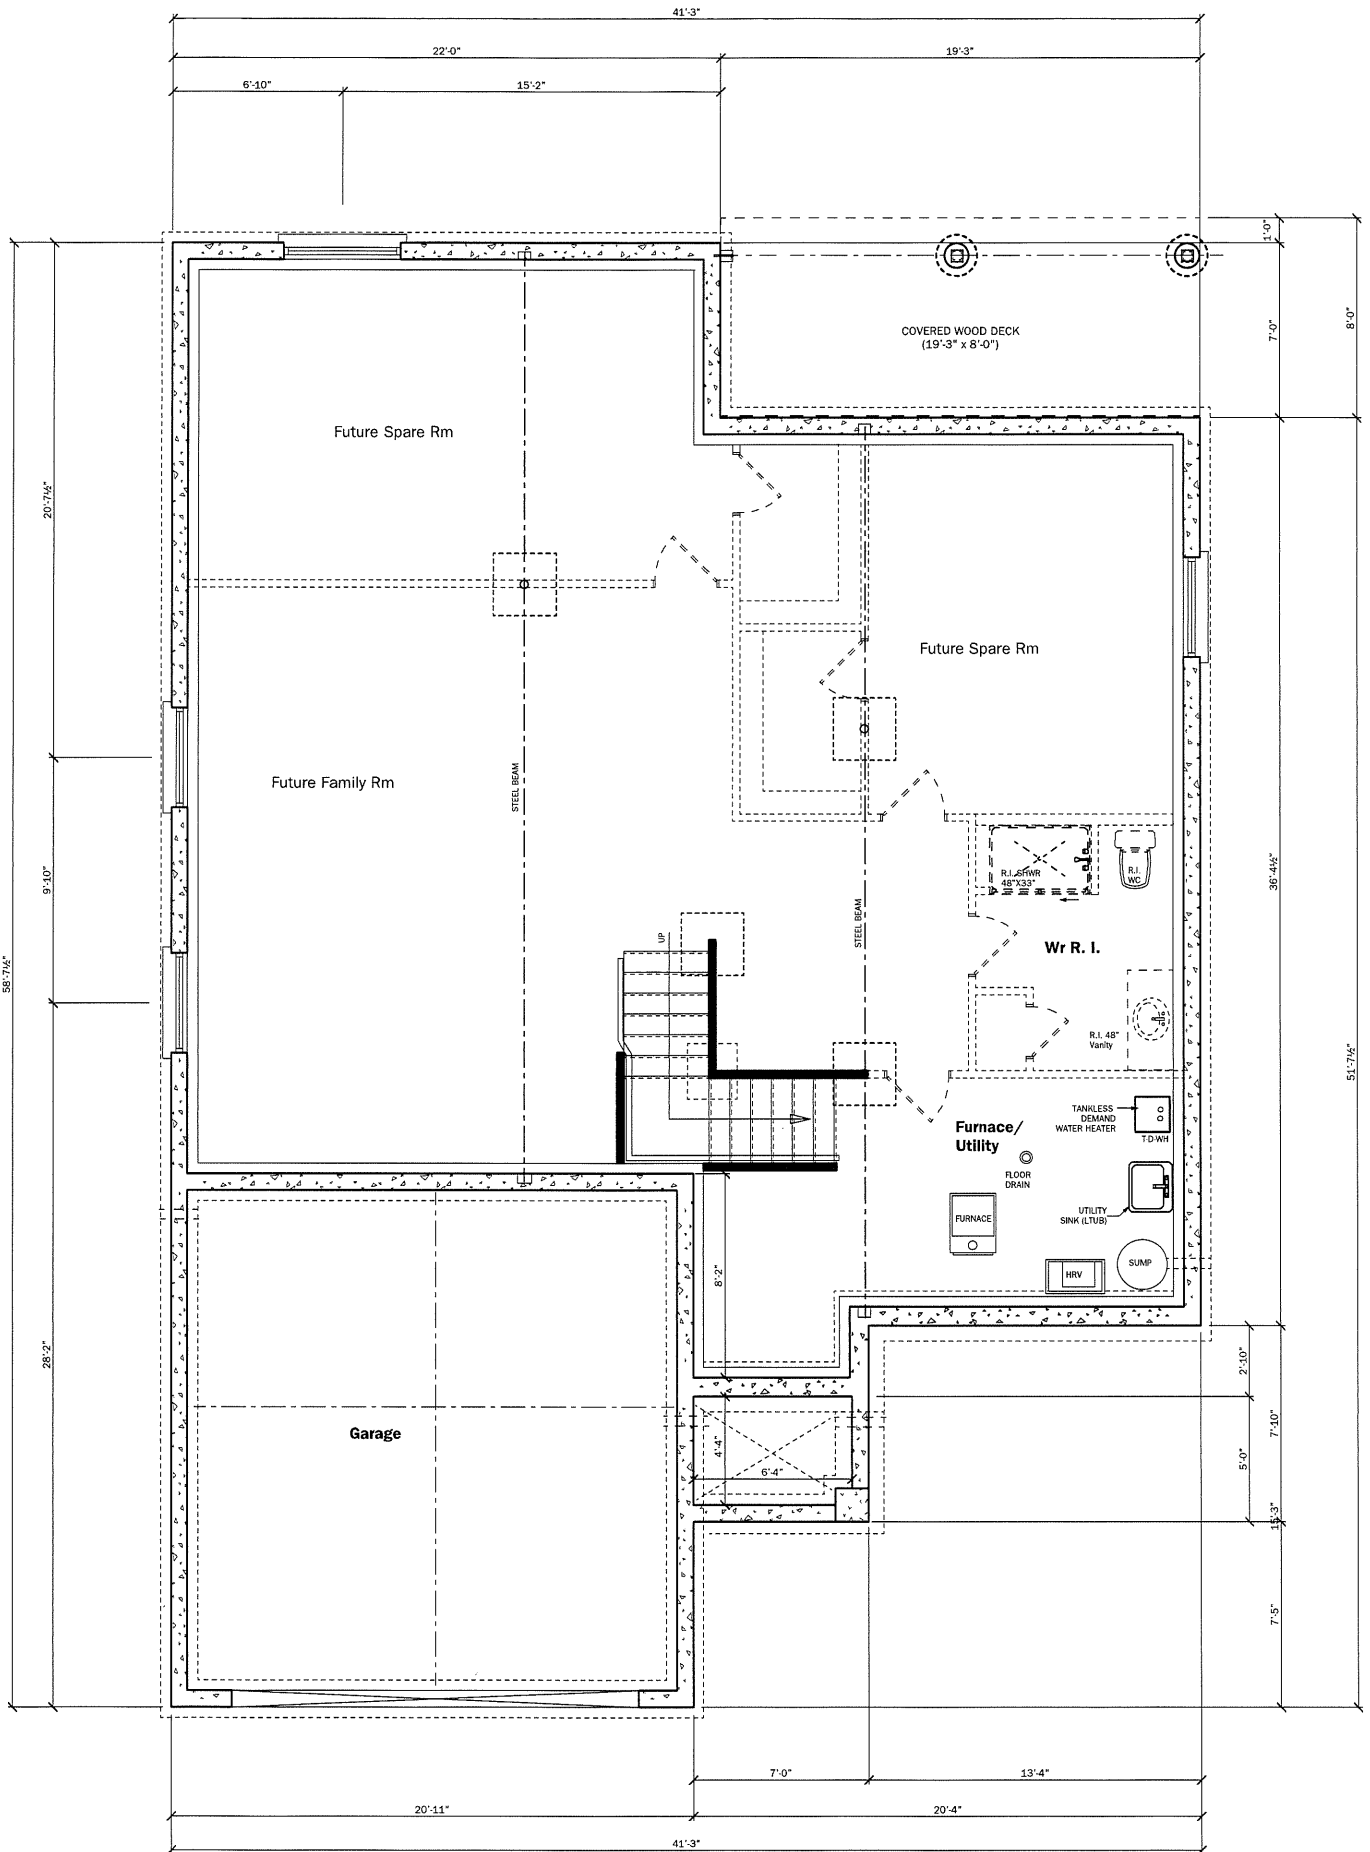 41'-3"
22'-0"
19'-3"
6'-10"
15'-2"
1'-0"
7'-0"
8'-0"
COVERED WOOD DECK
(19'-3" x 8'-0")
Future Spare Rm
20'-7½"
Future Spare Rm
Future Family Rm
STEEL BEAM
58'-7½"
9'-10"
36'-4½"
51'-7½"
R.I. SHWR
48"X33"
R.I.
WC
STEEL BEAM
UP
Wr R. I.
R.I. 48"
Vanity
TANKLESS
DEMAND
WATER HEATER
T-D-WH
Furnace/
Utility
FLOOR
DRAIN
UTILITY
SINK (LTUB)
FURNACE
HRV
SUMP
8'-2"
28'-2"
2'-10"
7'-10"
5'-0"
Garage
4'-4"
6'-4"
15'-3"
7'-5"
7'-0"
13'-4"
20'-11"
20'-4"
41'-3"